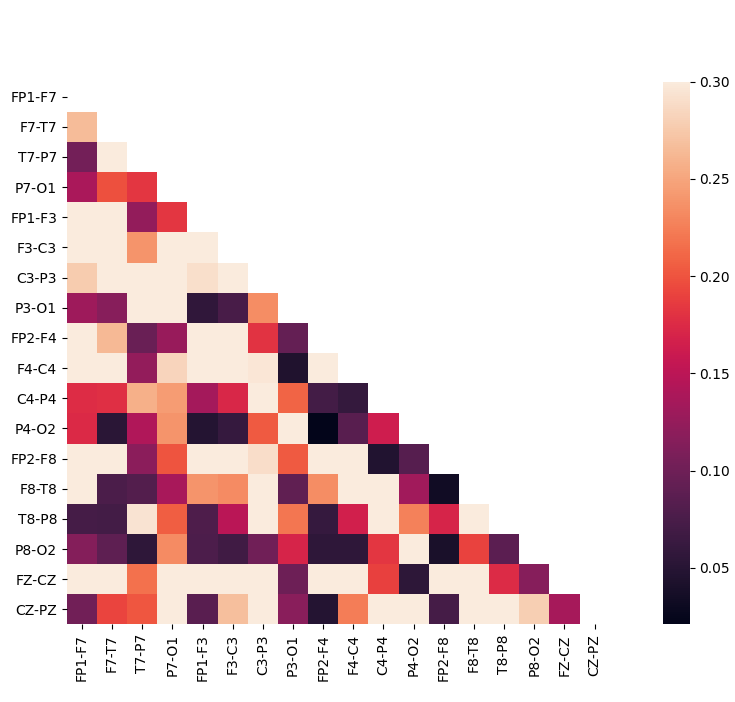 FP1-F7
F7-T7
T7-P7
P7-O1
FP1-F3
F3-C3
C3-P3
P3-O1
FP2-F4
F4-C4
C4-P4
P4-O2
FP2-F8
F8-T8
T8-P8
P8-O2
FZ-CZ
CZ-PZ
FP1-F7
F7-T7
T7-P7
P7-O1
FP1-F3
F3-C3
C3-P3
P3-O1
FP2-F4
F4-C4
C4-P4
P4-O2
FP2-F8
F8-T8
T8-P8
P8-O2
FZ-CZ
CZ-PZ
0.30
0.25
0.20
0.15
0.10
0.05